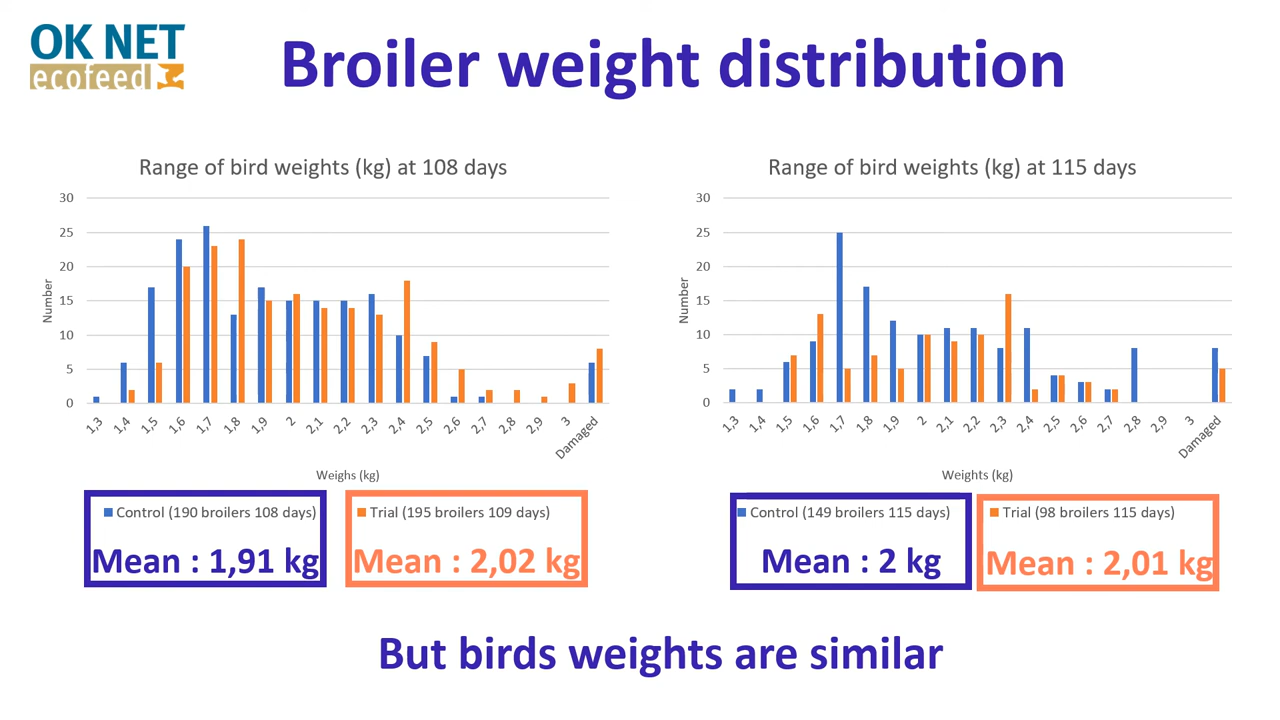 OK NET
ecofeed
Broiler weight distribution
Range of bird weights (kg) at 108 days
30
25
20
15
10
5
0
Number
1,3 1,4 1,5 1,6 1,7 1,8 1,9 2 2,1 2,2 2,3 2,4 2,5 2,6 2,7 2,8 2,9 3 Damaged
Weighs (kg)
Control (190 broilers 108 days)
Mean : 1,91 kg
Trial (195 broilers 109 days)
Mean : 2,02 kg
Range of bird weights (kg) at 115 days
30
25
20
15
10
5
0
Number
1,3 1,4 1,5 1,6 1,7 1,8 1,9 2 2,1 2,2 2,3 2,4 2,5 2,6 2,7 2,8 2,9 3 Damaged
Weights (kg)
Control (149 broilers 115 days)
Mean : 2 kg
Trial (98 broilers 115 days)
Mean : 2,01 kg
But birds weights are similar